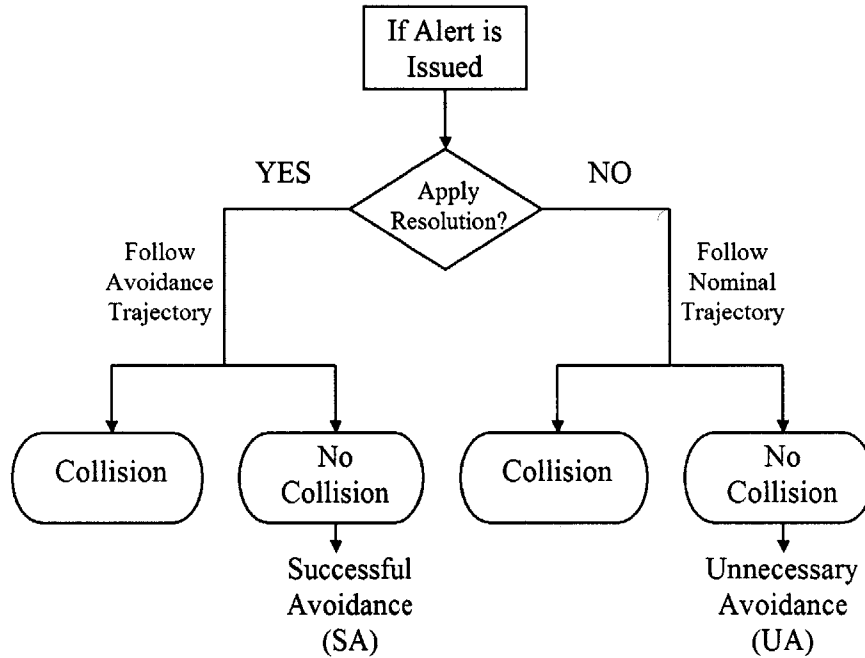 If Alert is
Issued
YES
NO
Apply
Resolution?
Follow
Avoidance
Trajectory
Follow
Nominal
Trajectory
Collision
No
Collision
Collision
No
Collision
Successful
Avoidance
(SA)
Unnecessary
Avoidance
(UA)